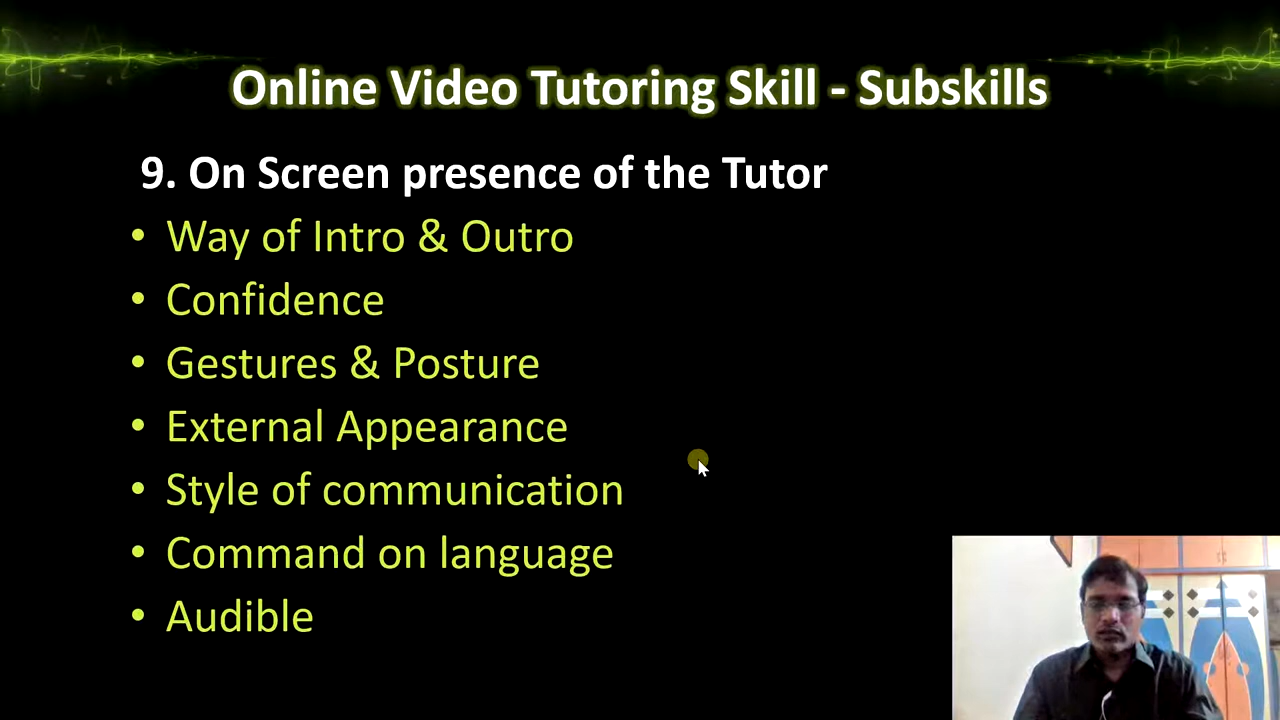 Online Video Tutoring Skill - Subskills
9. On Screen presence of the Tutor
• Way of Intro & Outro
• Confidence
• Gestures & Posture
• External Appearance
• Style of communication
• Command on language
• Audible